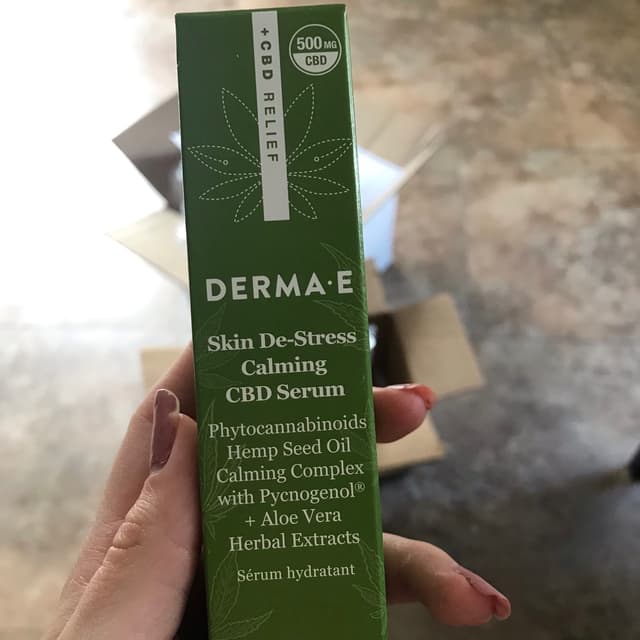 +CBD RELIEF
500 MG
CBD
DERMA·E
Skin De-Stress
Calming
CBD Serum
Phytocannabinoids
Hemp Seed Oil
Calming Complex
with Pycnogenol®
+ Aloe Vera
Herbal Extracts
Sérum hydratant